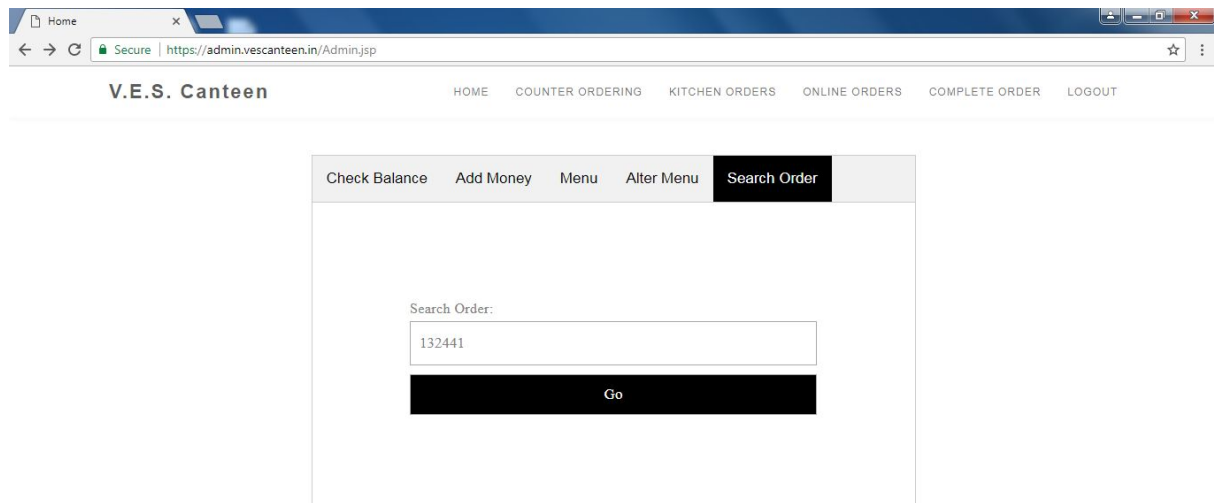 Home
Secure | https://admin.vescanteen.in/Admin.jsp
V.E.S. Canteen HOME COUNTER ORDERING KITCHEN ORDERS ONLINE ORDERS COMPLETE ORDER LOGOUT
Check Balance Add Money Menu Alter Menu Search Order
Search Order:
132441
Go